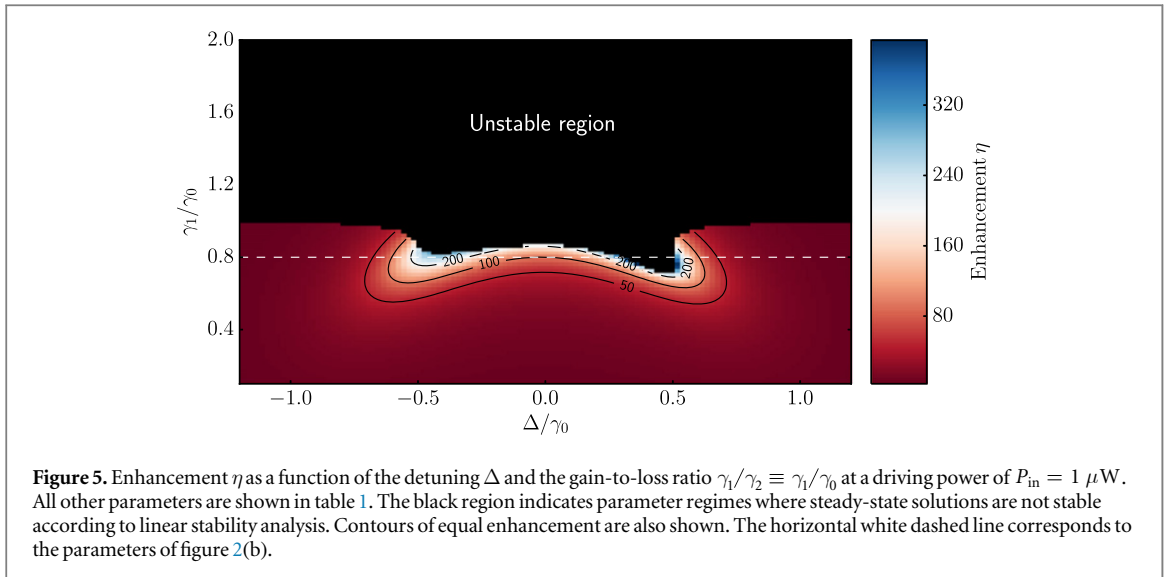 2.0
1.6
1.2
0.8
0.4
γ₁/γ₀
Unstable region
200
100
200
200
50
−1.0
−0.5
0.0
0.5
1.0
Δ/γ₀
320
240
160
80
Enhancement η
Figure 5. Enhancement η as a function of the detuning Δ and the gain-to-loss ratio γ₁/γ₂ ≡ γ₁/γ₀ at a driving power of P_in = 1 μW.
All other parameters are shown in table 1. The black region indicates parameter regimes where steady-state solutions are not stable
according to linear stability analysis. Contours of equal enhancement are also shown. The horizontal white dashed line corresponds to
the parameters of figure 2(b).